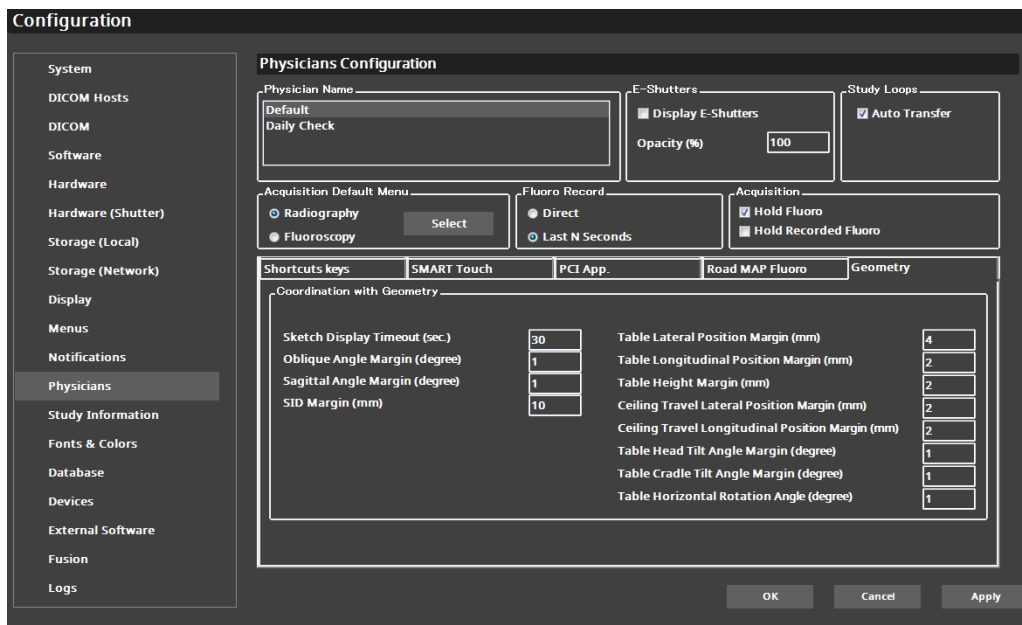 Configuration
System
DICOM Hosts
DICOM
Software
Hardware
Hardware (Shutter)
Storage (Local)
Storage (Network)
Display
Menus
Notifications
Physicians
Study Information
Fonts & Colors
Database
Devices
External Software
Fusion
Logs
Physicians Configuration
Physician Name
Default
Daily Check
E-Shutters
Display E-Shutters
Opacity (%) 100
Study Loops
Auto Transfer
Acquisition Default Menu
Radiography
Fluoroscopy
Select
Fluoro Record
Direct
Last N Seconds
Acquisition
Hold Fluoro
Hold Recorded Fluoro
Shortcuts keys SMART Touch PCI App. Road MAP Fluoro Geometry
Coordination with Geometry
Sketch Display Timeout (sec.) 30
Oblique Angle Margin (degree) 1
Sagittal Angle Margin (degree) 1
SID Margin (mm) 10
Table Lateral Position Margin (mm) 4
Table Longitudinal Position Margin (mm) 2
Table Height Margin (mm) 2
Ceiling Travel Lateral Position Margin (mm) 2
Ceiling Travel Longitudinal Position Margin (mm) 2
Table Head Tilt Angle Margin (degree) 1
Table Cradle Tilt Angle Margin (degree) 1
Table Horizontal Rotation Angle (degree) 1
OK Cancel Apply